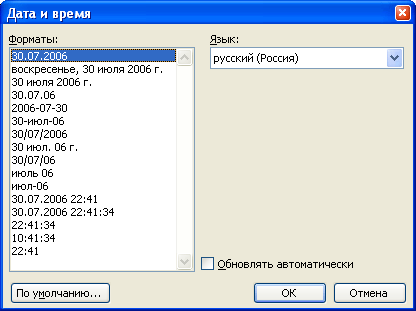 Дата и время
Форматы:
Язык:
30.07.2006
воскресенье, 30 июля 2006 г.
30 июля 2006 г.
30.07.06
2006-07-30
30-июл-06
30/07/2006
30 июл. 06 г.
30/07/06
июль 06
июл-06
30.07.2006 22:41
30.07.2006 22:41:34
22:41:34
10:41:34
22:41
русский (Россия)
Обновлять автоматически
По умолчанию...
ОК
Отмена